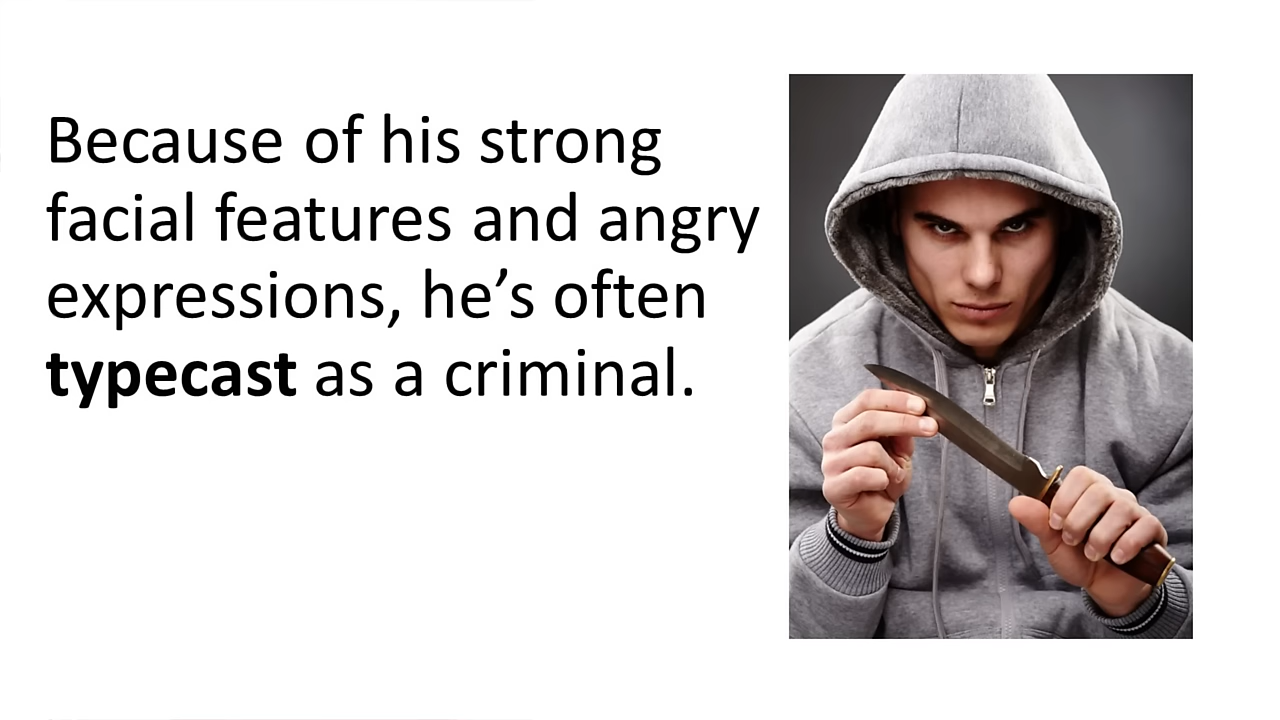 Because of his strong
facial features and angry
expressions, he’s often
typecast as a criminal.